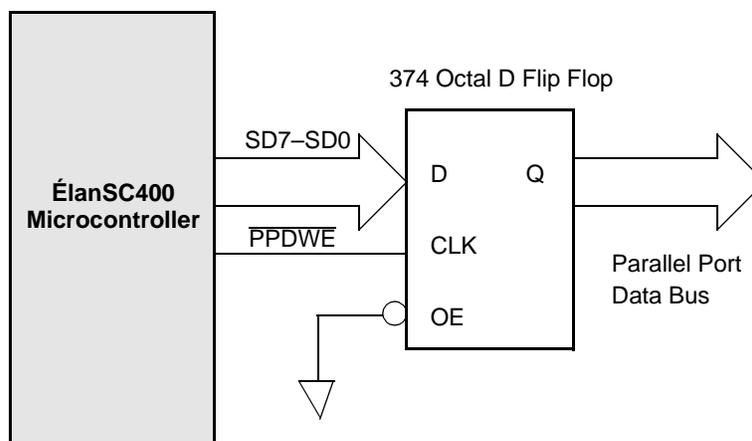 374 Octal D Flip Flop
SD7–SD0
D Q
ÉlanSC400
Microcontroller
PPDWE
CLK
Parallel Port
Data Bus
OE